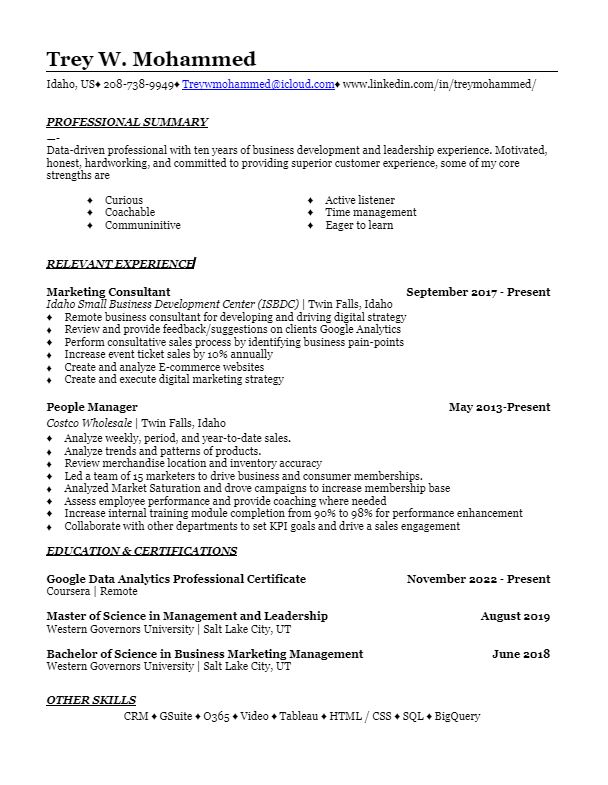 Trey W. Mohammed
Idaho, US♦ 208-738-9949♦ Treywmohammed@icloud.com♦ www.linkedin.com/in/treymohammed/
PROFESSIONAL SUMMARY
—-
Data-driven professional with ten years of business development and leadership experience. Motivated,
honest, hardworking, and committed to providing superior customer experience, some of my core
strengths are
♦ Curious
♦ Coachable
♦ Communinitive
♦ Active listener
♦ Time management
♦ Eager to learn
RELEVANT EXPERIENCE
Marketing Consultant September 2017 - Present
Idaho Small Business Development Center (ISBDC) | Twin Falls, Idaho
♦ Remote business consultant for developing and driving digital strategy
♦ Review and provide feedback/suggestions on clients Google Analytics
♦ Perform consultative sales process by identifying business pain-points
♦ Increase event ticket sales by 10% annually
♦ Create and analyze E-commerce websites
♦ Create and execute digital marketing strategy
People Manager May 2013-Present
Costco Wholesale | Twin Falls, Idaho
♦ Analyze weekly, period, and year-to-date sales.
♦ Analyze trends and patterns of products.
♦ Review merchandise location and inventory accuracy
♦ Led a team of 15 marketers to drive business and consumer memberships.
♦ Analyzed Market Saturation and drove campaigns to increase membership base
♦ Assess employee performance and provide coaching where needed
♦ Increase internal training module completion from 90% to 98% for performance enhancement
♦ Collaborate with other departments to set KPI goals and drive a sales engagement
EDUCATION & CERTIFICATIONS
Google Data Analytics Professional Certificate November 2022 - Present
Coursera | Remote
Master of Science in Management and Leadership August 2019
Western Governors University | Salt Lake City, UT
Bachelor of Science in Business Marketing Management June 2018
Western Governors University | Salt Lake City, UT
OTHER SKILLS
CRM ♦ GSuite ♦ O365 ♦ Video ♦ Tableau ♦ HTML / CSS ♦ SQL ♦ BigQuery